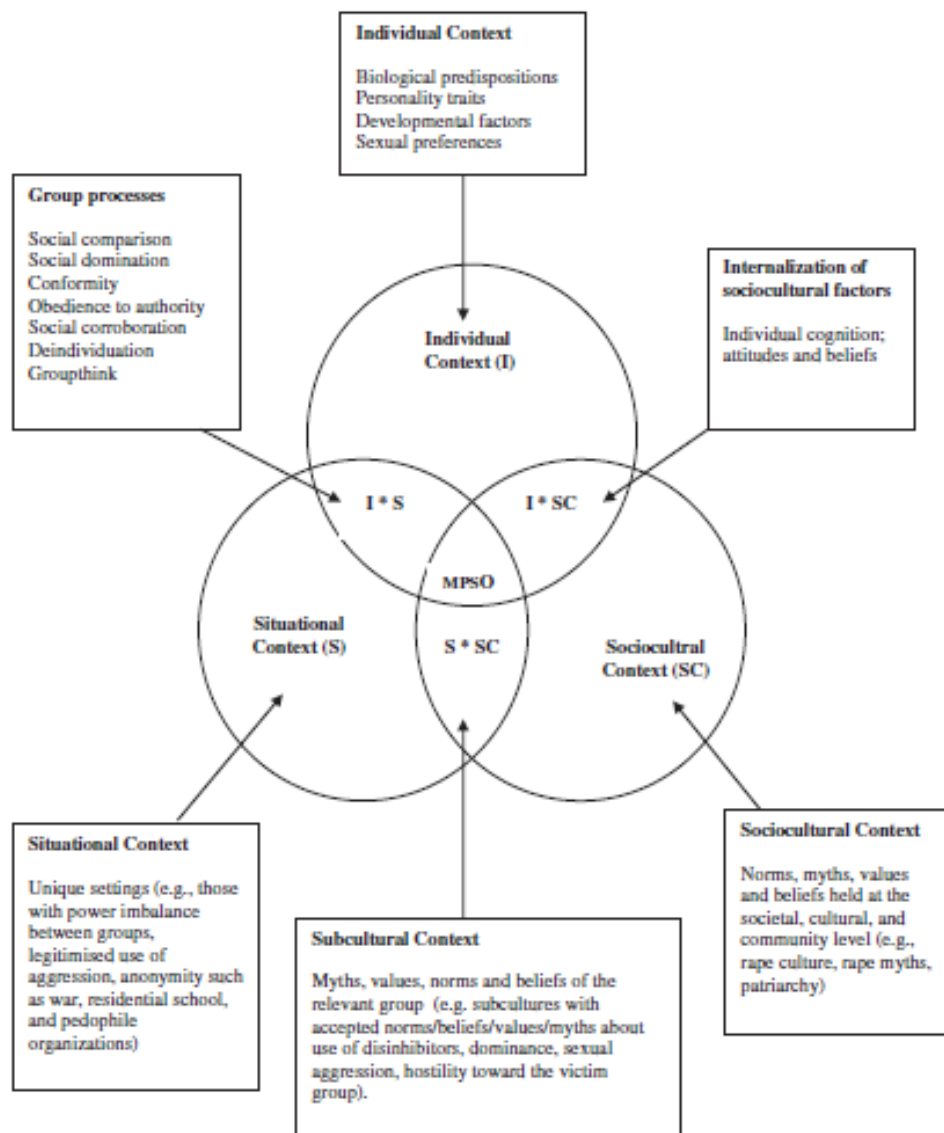 Individual Context
Biological predispositions
Personality traits
Developmental factors
Sexual preferences
Group processes
Social comparison
Social domination
Conformity
Obedience to authority
Social corroboration
Deindividuation
Groupthink
Internalization of
sociocultural factors
Individual cognition;
attitudes and beliefs
Individual
Context (I)
I * S
I * SC
MPSO
Situational
Context (S)
S * SC
Sociocultral
Context (SC)
Situational Context
Unique settings (e.g., those
with power imbalance
between groups,
legitimised use of
aggression, anonymity such
as war, residential school,
and pedophile
organizations)
Subcultural Context
Myths, values, norms and beliefs of the
relevant group (e.g. subcultures with
accepted norms/beliefs/values/myths about
use of disinhibitors, dominance, sexual
aggression, hostility toward the victim
group).
Sociocultural Context
Norms, myths, values
and beliefs held at the
societal, cultural, and
community level (e.g.,
rape culture, rape myths,
patriarchy)